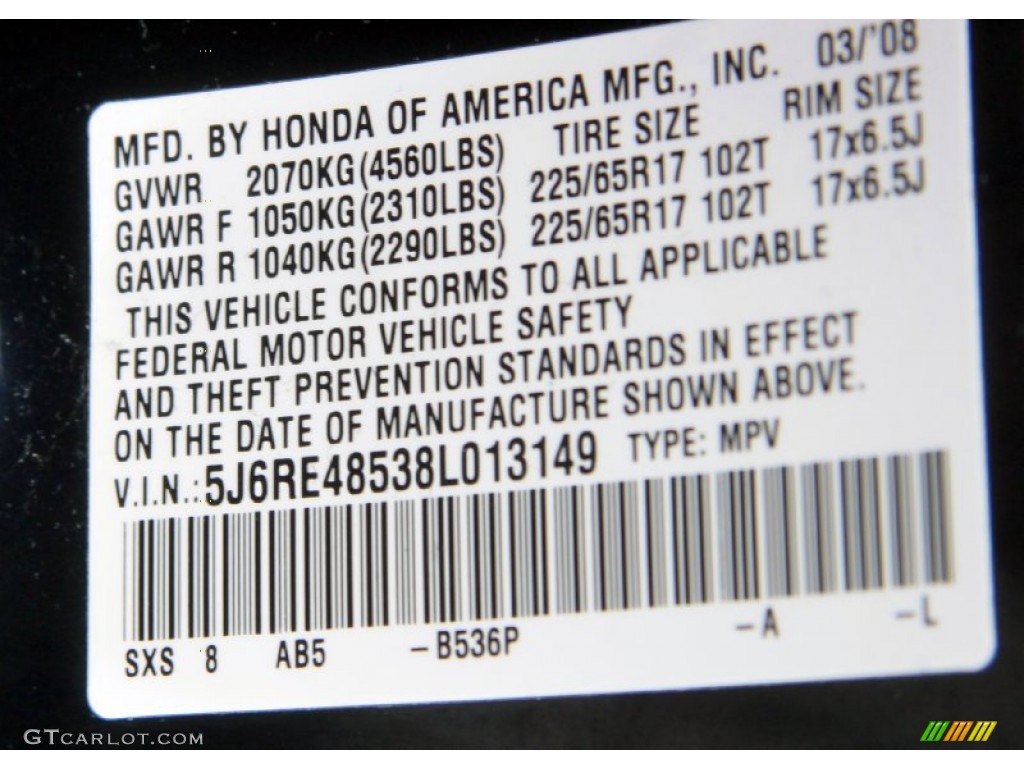 MFD. BY HONDA OF AMERICA MFG., INC. 03/'08
GVWR 2070KG(4560LBS) TIRE SIZE RIM SIZE
GAWR F 1050KG(2310LBS) 225/65R17 102T 17x6.5J
GAWR R 1040KG(2290LBS) 225/65R17 102T 17x6.5J
THIS VEHICLE CONFORMS TO ALL APPLICABLE
FEDERAL MOTOR VEHICLE SAFETY
AND THEFT PREVENTION STANDARDS IN EFFECT
ON THE DATE OF MANUFACTURE SHOWN ABOVE.
V.I.N.:5J6RE48538L013149 TYPE: MPV
SXS 8 AB5 -B536P -A -L
GTCARLOT.COM